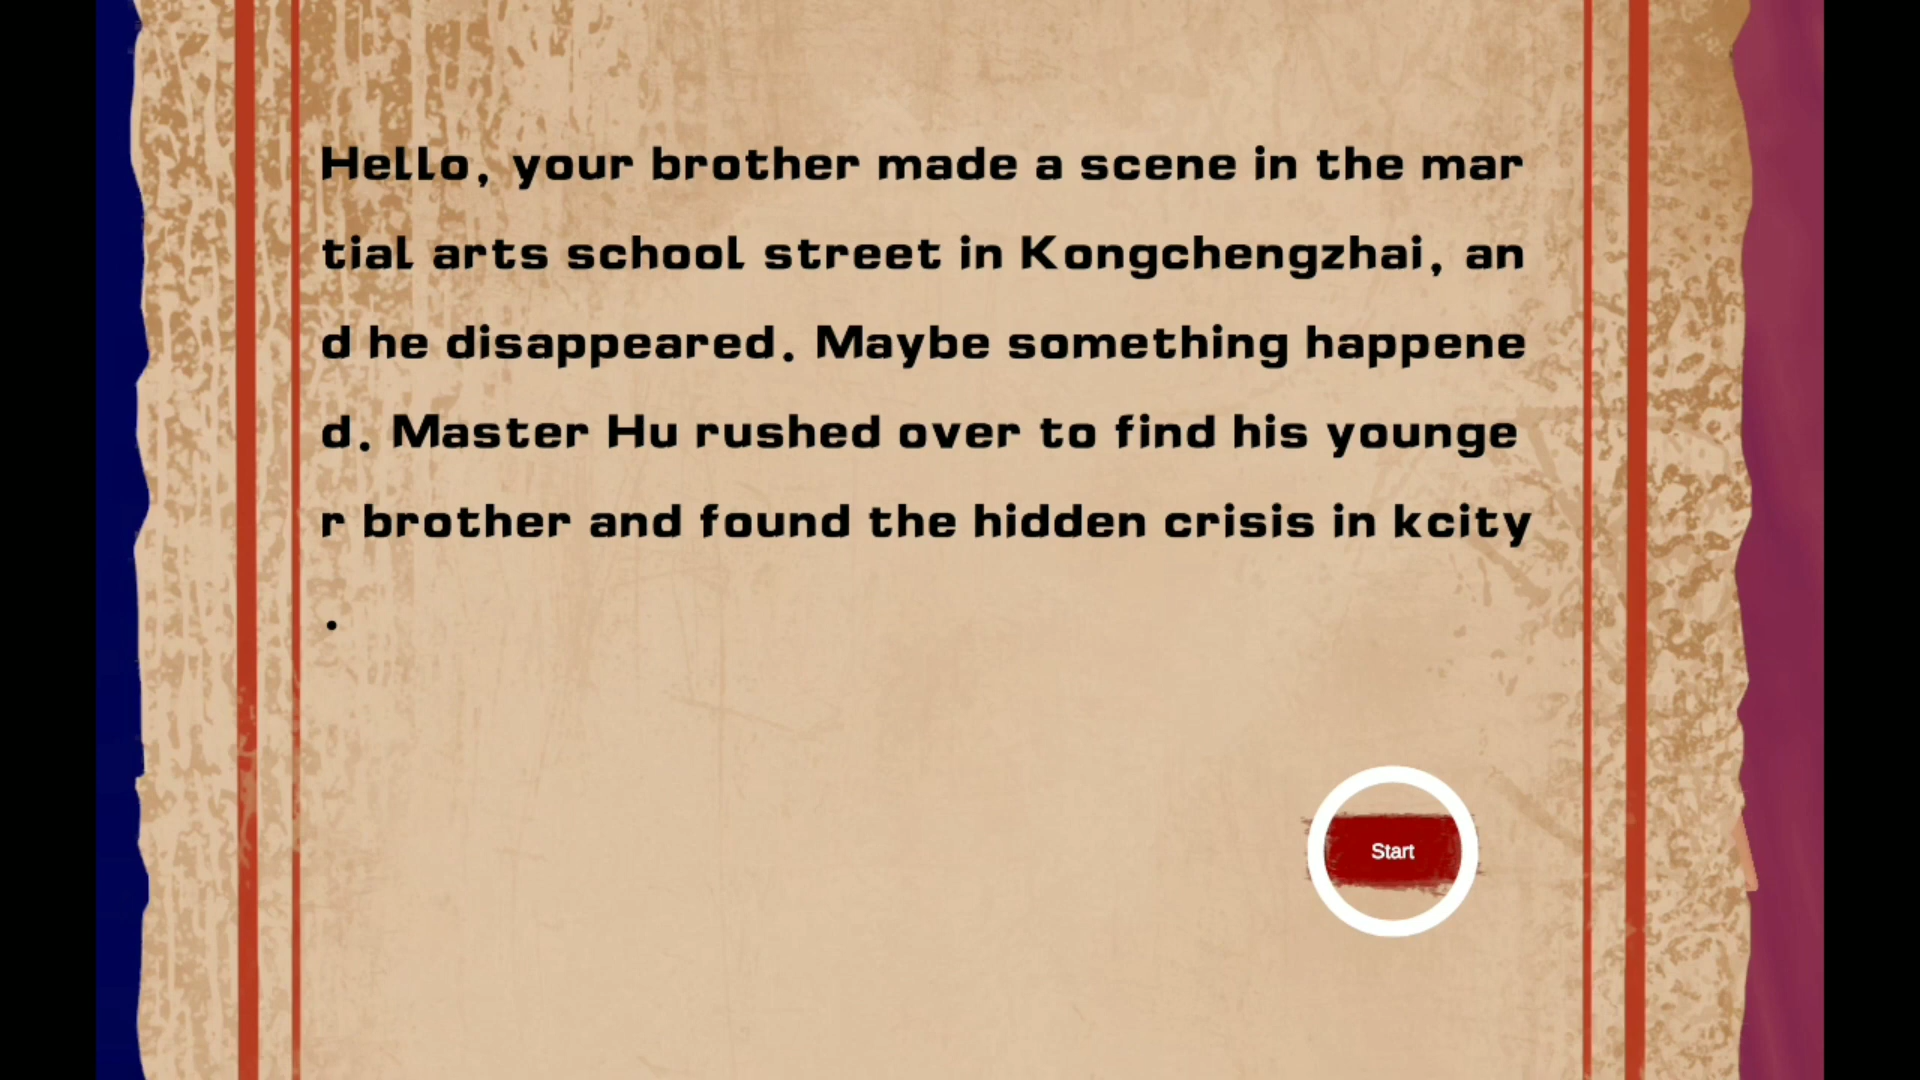 Hello, your brother made a scene in the mar
tial arts school street in Kongchengzhai, an
d he disappeared. Maybe something happene
d. Master Hu rushed over to find his younge
r brother and found the hidden crisis in kcity
.
Start